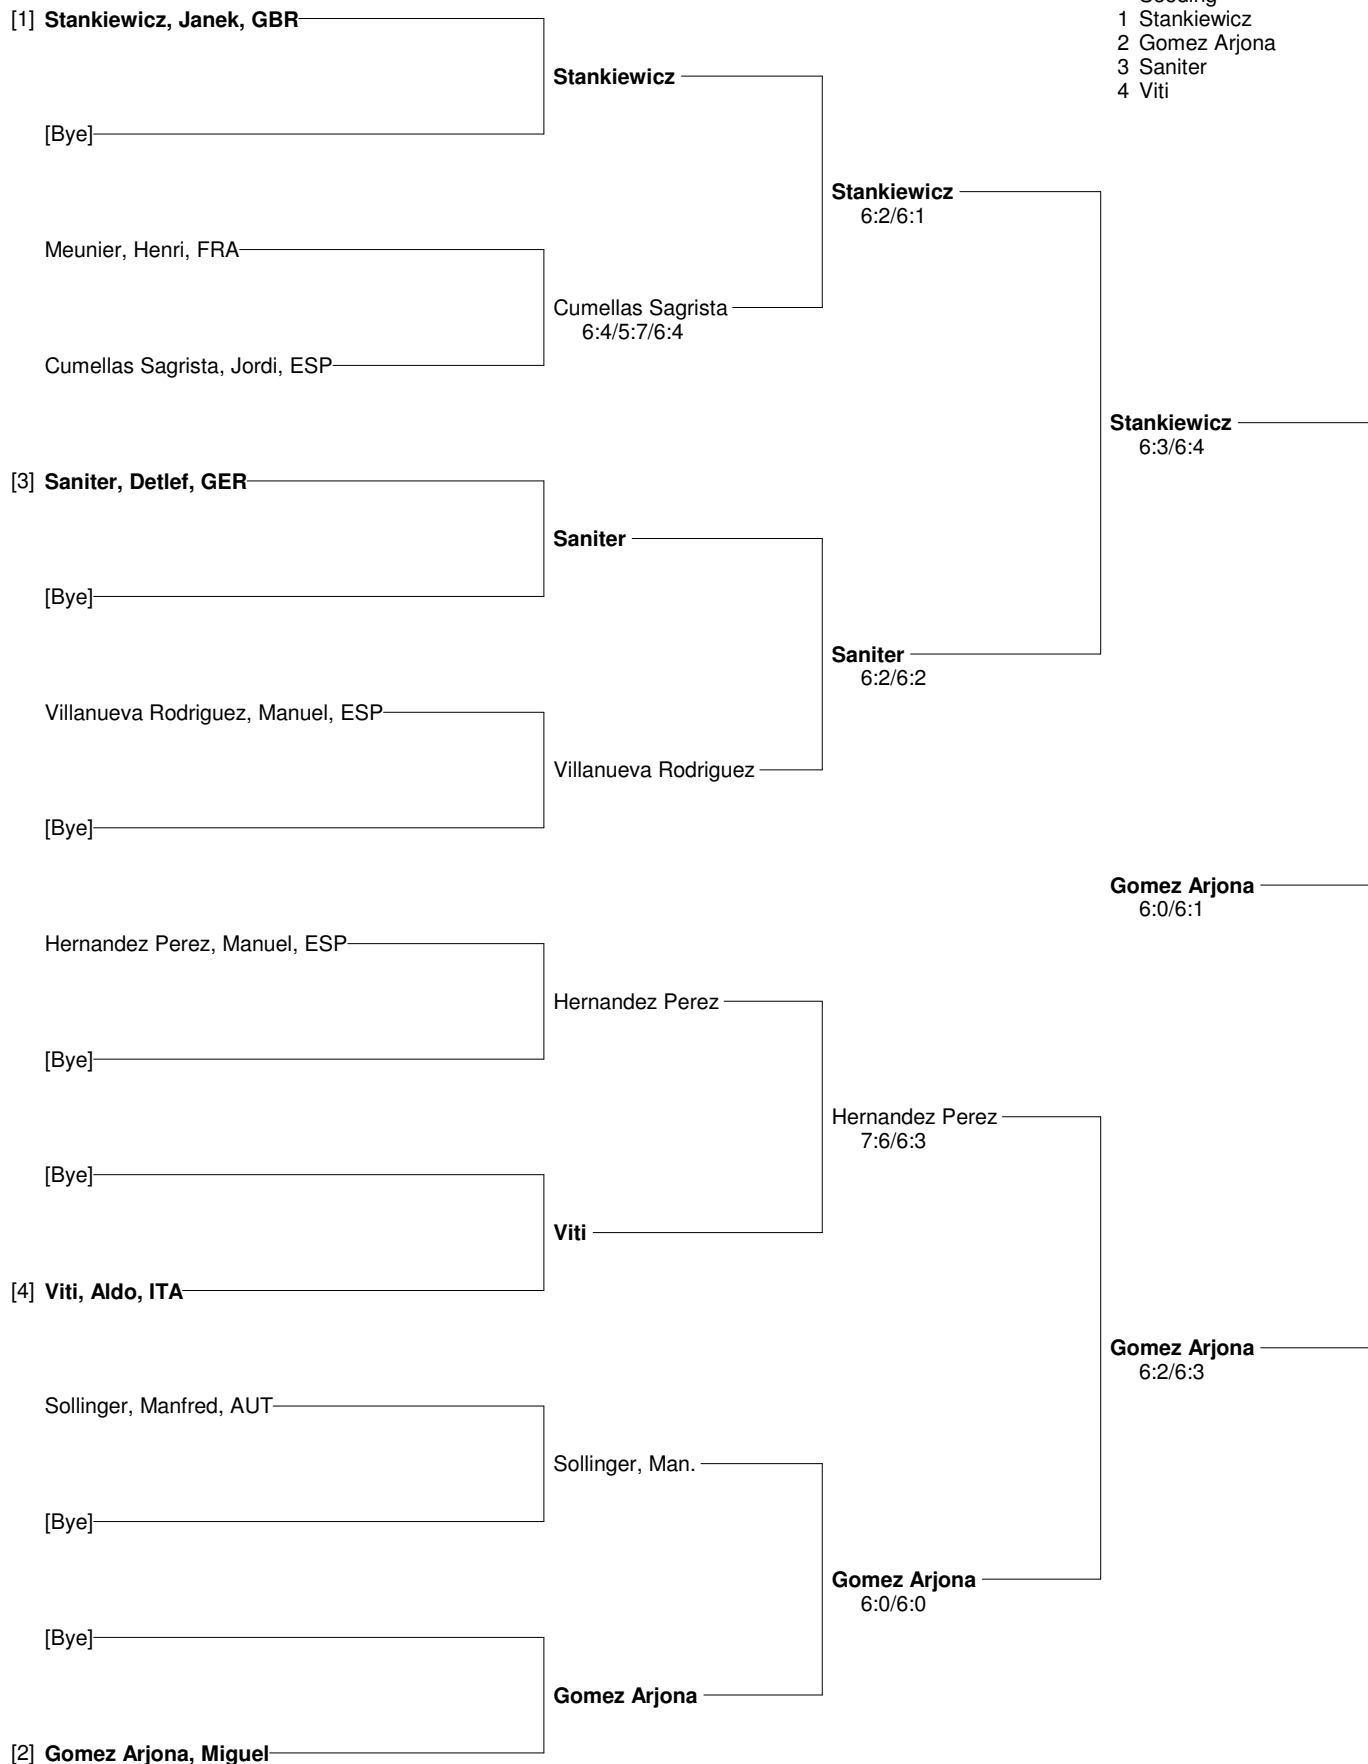 Seeding
[1] Stankiewicz, Janek, GBR
1 Stankiewicz
2 Gomez Arjona
3 Saniter
4 Viti
Stankiewicz
[Bye]
Stankiewicz
6:2/6:1
Meunier, Henri, FRA
Cumellas Sagrista
6:4/5:7/6:4
Cumellas Sagrista, Jordi, ESP
Stankiewicz
6:3/6:4
[3] Saniter, Detlef, GER
Saniter
[Bye]
Saniter
6:2/6:2
Villanueva Rodriguez, Manuel, ESP
Villanueva Rodriguez
[Bye]
Gomez Arjona
6:0/6:1
Hernandez Perez, Manuel, ESP
Hernandez Perez
[Bye]
Hernandez Perez
7:6/6:3
[Bye]
Viti
[4] Viti, Aldo, ITA
Gomez Arjona
6:2/6:3
Sollinger, Manfred, AUT
Sollinger, Man.
[Bye]
Gomez Arjona
6:0/6:0
[Bye]
Gomez Arjona
[2] Gomez Arjona, Miguel